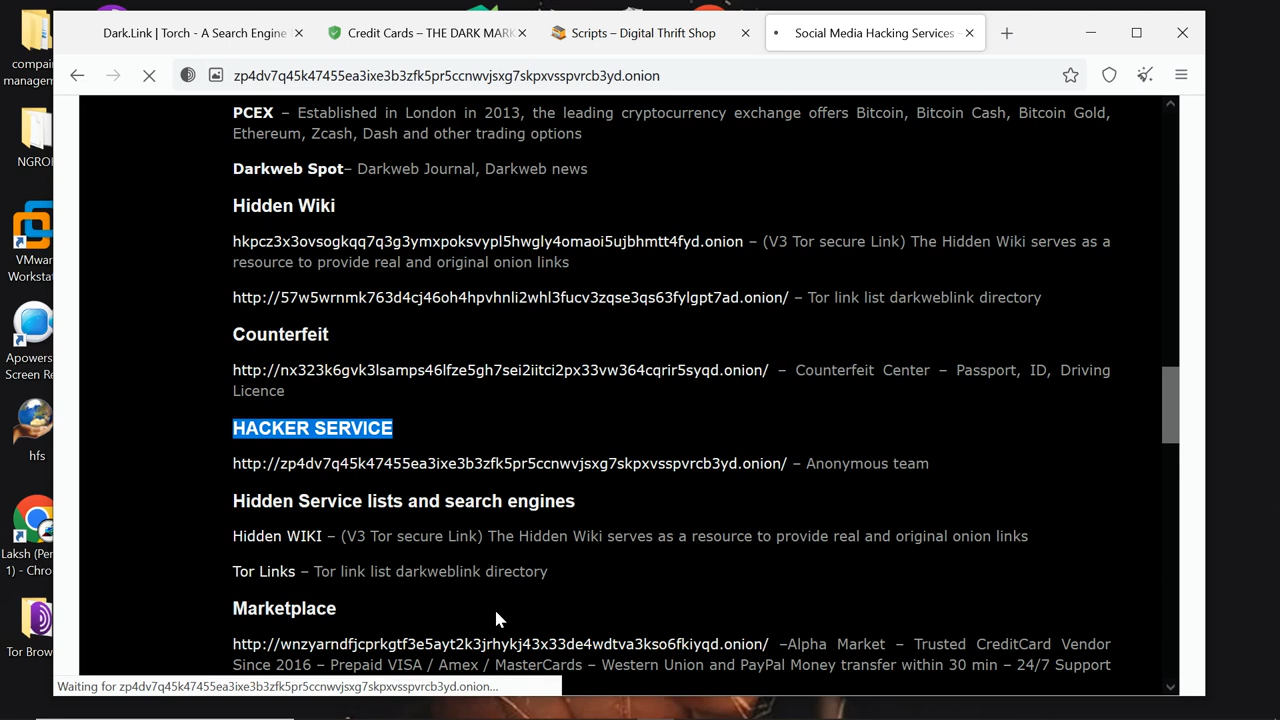 Dark.Link | Torch - A Search Engine
Credit Cards – THE DARK MARK
Scripts – Digital Thrift Shop
Social Media Hacking Services -
zp4dv7q45k47455ea3ixe3b3zfk5pr5ccnwvjsxg7skpxvsspvrcb3yd.onion
PCEX – Established in London in 2013, the leading cryptocurrency exchange offers Bitcoin, Bitcoin Cash, Bitcoin Gold,
Ethereum, Zcash, Dash and other trading options
Darkweb Spot– Darkweb Journal, Darkweb news
Hidden Wiki
hkpcz3x3ovsogkqq7q3g3ymxpoksvypl5hwgly4omaoi5ujbhmtt4fyd.onion – (V3 Tor secure Link) The Hidden Wiki serves as a
resource to provide real and original onion links
http://57w5wrnmk763d4cj46oh4hpvhnli2whl3fucv3zqse3qs63fylgpt7ad.onion/ – Tor link list darkweblink directory
Counterfeit
http://nx323k6gvk3lsamps46lfze5gh7sei2iitci2px33vw364cqrir5syqd.onion/ – Counterfeit Center – Passport, ID, Driving
Licence
HACKER SERVICE
http://zp4dv7q45k47455ea3ixe3b3zfk5pr5ccnwvjsxg7skpxvsspvrcb3yd.onion/ – Anonymous team
Hidden Service lists and search engines
Hidden WIKI – (V3 Tor secure Link) The Hidden Wiki serves as a resource to provide real and original onion links
Tor Links – Tor link list darkweblink directory
Marketplace
http://wnzyarndfjcprkgtf3e5ayt2k3jrhykj43x33de4wdtva3kso6fkiyqd.onion/ –Alpha Market – Trusted CreditCard Vendor
Since 2016 – Prepaid VISA / Amex / MasterCards – Western Union and PayPal Money transfer within 30 min – 24/7 Support
Waiting for zp4dv7q45k47455ea3ixe3b3zfk5pr5ccnwvjsxg7skpxvsspvrcb3yd.onion...
compain
managem
NGROK
VMwar
Workstat
Apowers
Screen Re
hfs
Laksh (Per
1) - Chro
Tor Brow